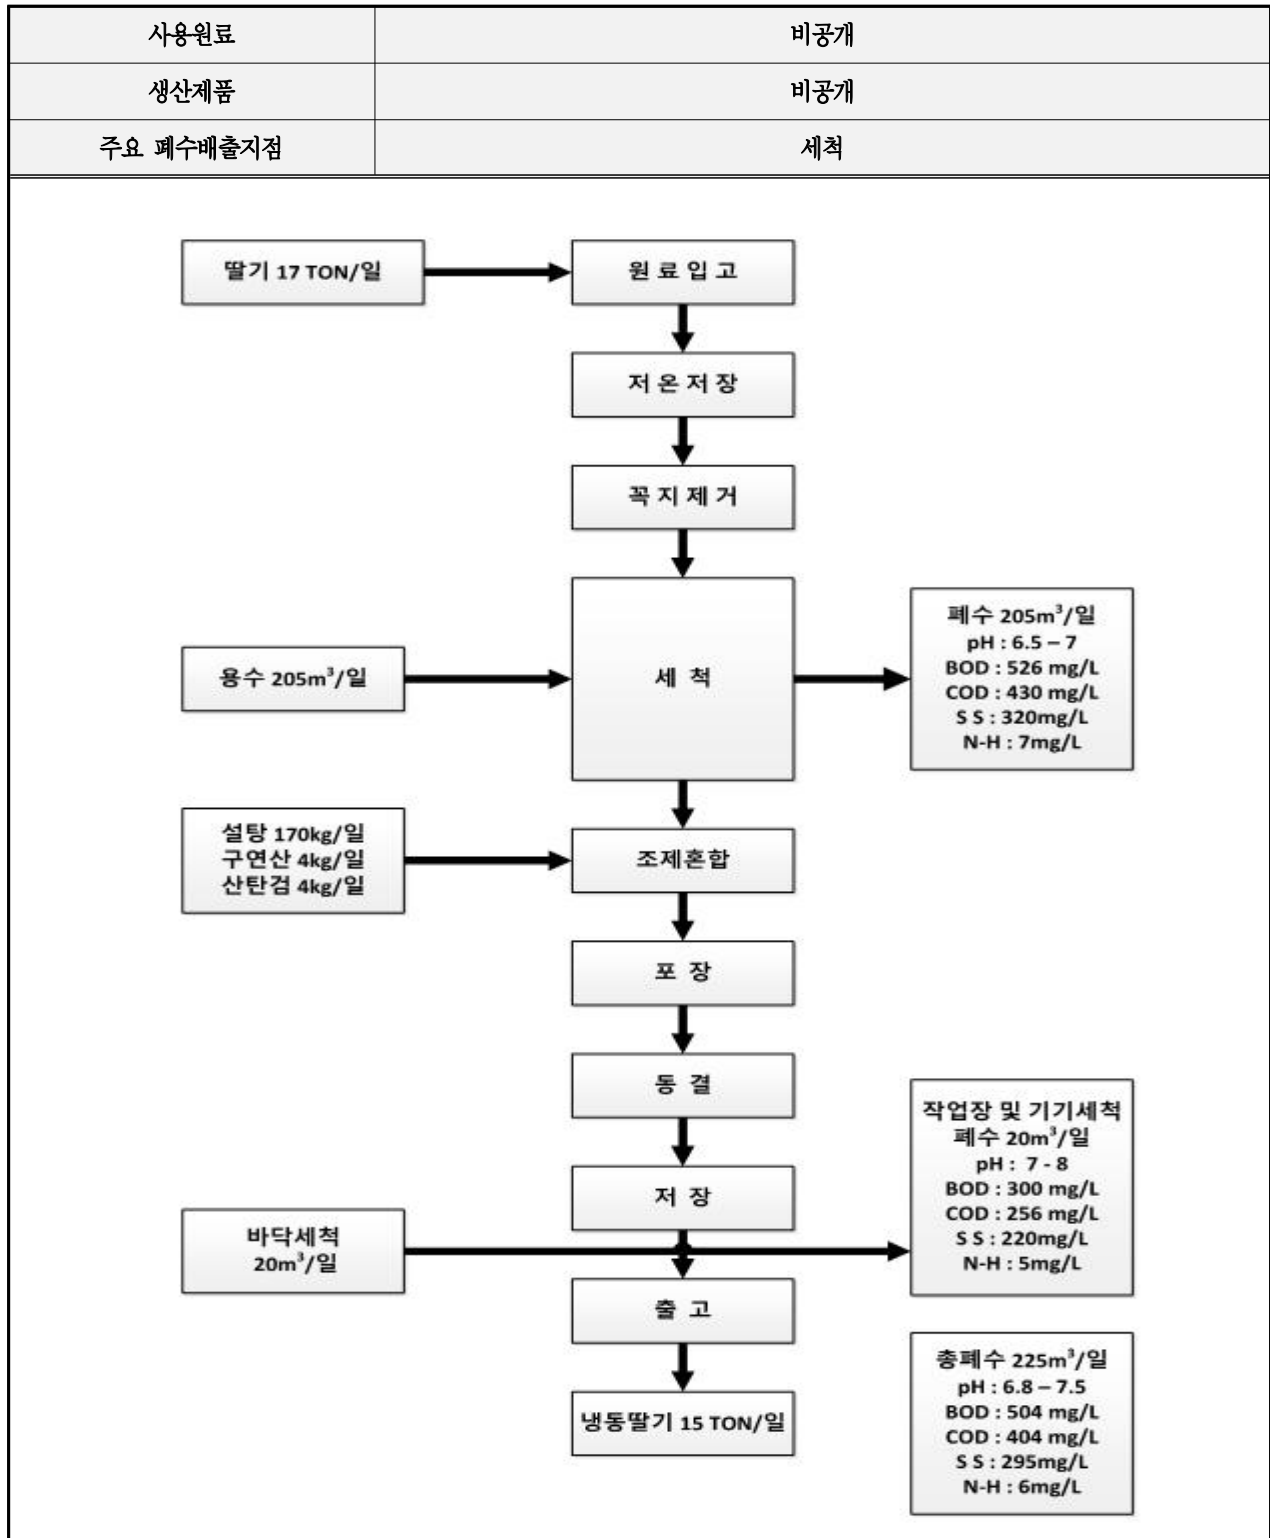 사용원료 비공개
생산제품 비공개
주요 폐수배출지점 세척
딸기 17 TON/일
원 료 입 고
저 온 저 장
꼭 지 제 거
용수 205m³/일
세 척
폐수 205m³/일
pH : 6.5 – 7
BOD : 526 mg/L
COD : 430 mg/L
S S : 320mg/L
N-H : 7mg/L
설탕 170kg/일
구연산 4kg/일
산탄검 4kg/일
조제혼합
포 장
동 결
저 장
바닥세척
20m³/일
작업장 및 기기세척
폐수 20m³/일
pH : 7 - 8
BOD : 300 mg/L
COD : 256 mg/L
S S : 220mg/L
N-H : 5mg/L
출 고
냉동딸기 15 TON/일
총폐수 225m³/일
pH : 6.8 – 7.5
BOD : 504 mg/L
COD : 404 mg/L
S S : 295mg/L
N-H : 6mg/L